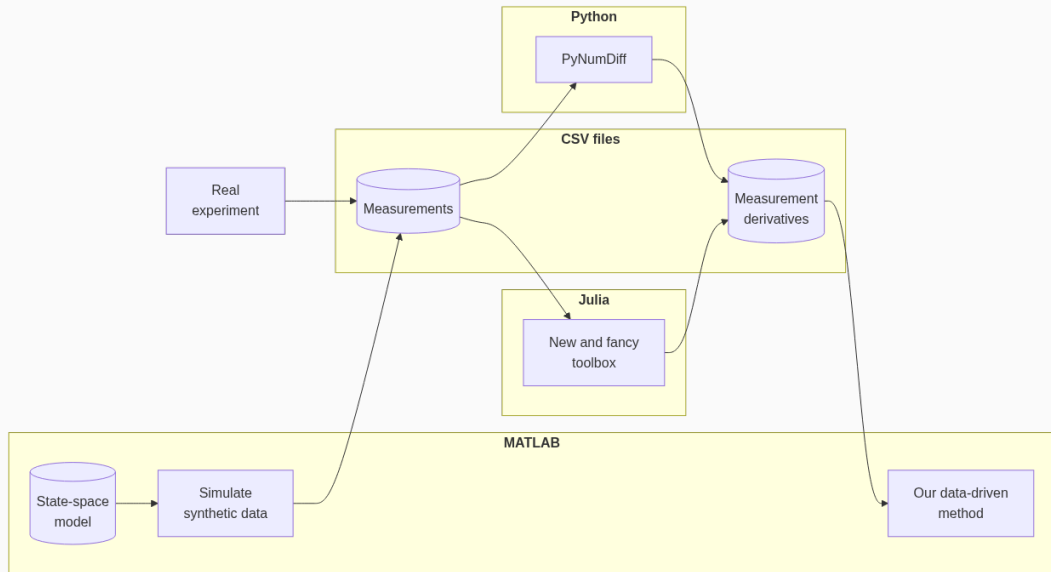 Python
PyNumDiff
CSV files
Real
experiment
Measurements
Measurement
derivatives
Julia
New and fancy
toolbox
MATLAB
State-space
model
Simulate
synthetic data
Our data-driven
method